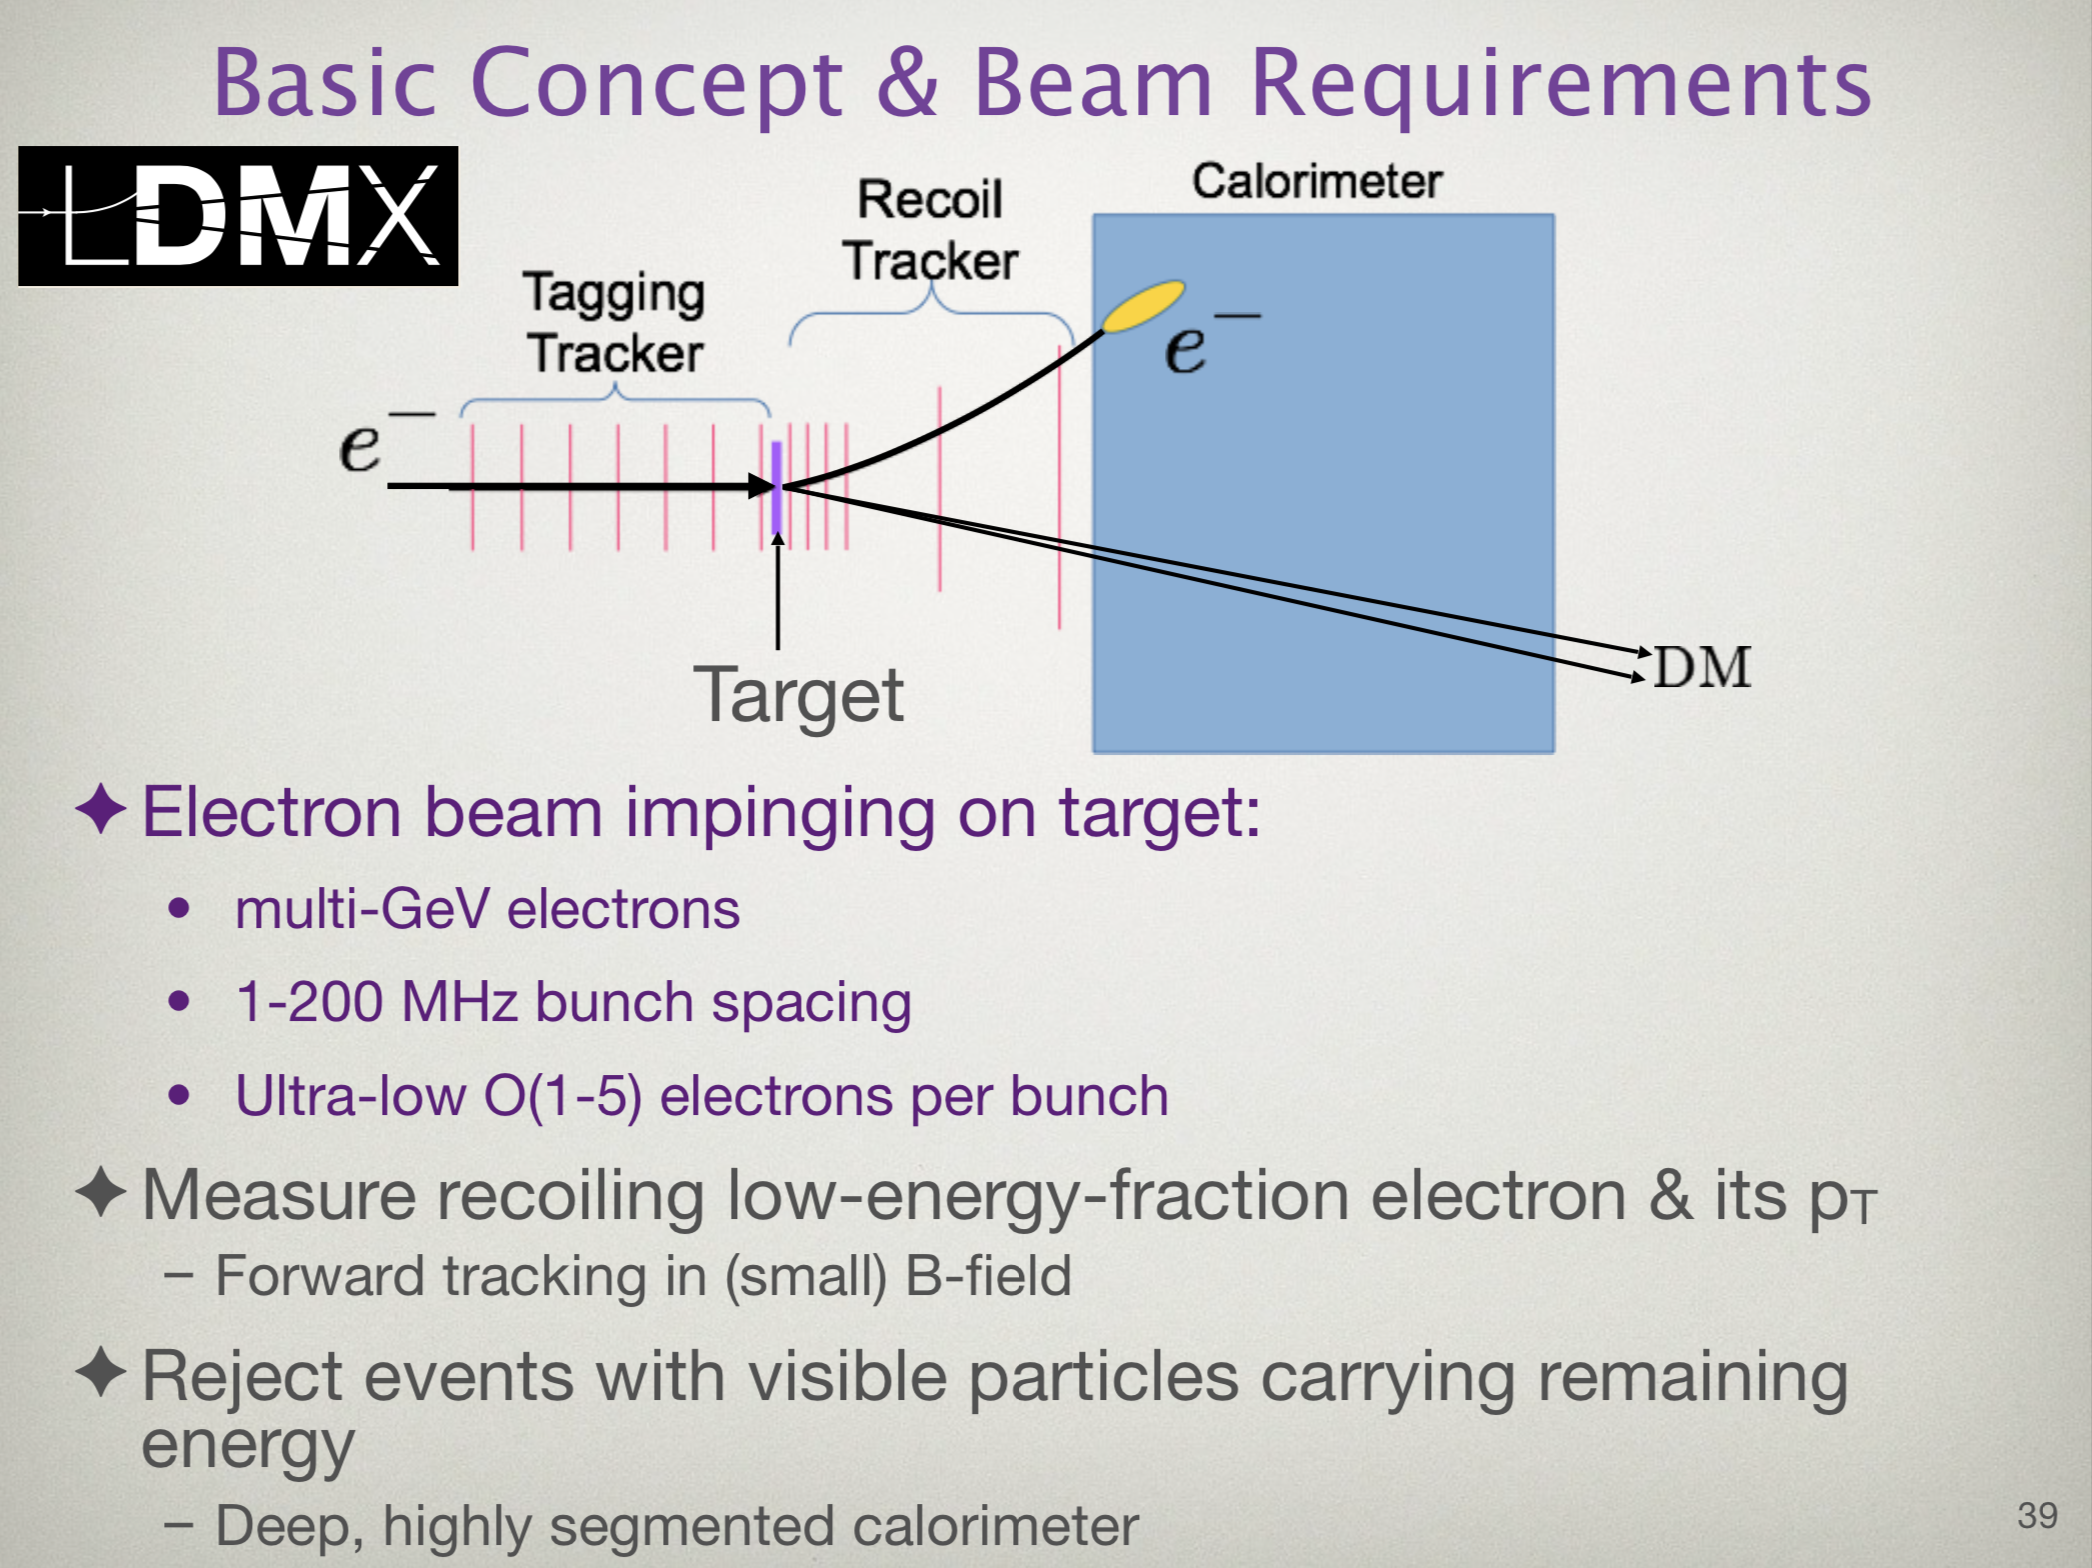 Basic Concept & Beam Requirements
LDMX
Calorimeter
Recoil
Tracker
Tagging
Tracker
e⁻
e⁻
DM
Target
✦ Electron beam impinging on target:
• multi-GeV electrons
• 1-200 MHz bunch spacing
• Ultra-low O(1-5) electrons per bunch
✦ Measure recoiling low-energy-fraction electron & its pT
– Forward tracking in (small) B-field
✦ Reject events with visible particles carrying remaining
energy
– Deep, highly segmented calorimeter
39